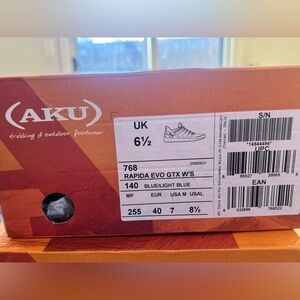 (AKU)
trekking & outdoor footwear
UK
6½
768
RAPIDA EVO GTX W'S
140 BLUE/LIGHT BLUE
MP EUR USA M USAL
255 40 7 8½
S/N
UPC
EAN